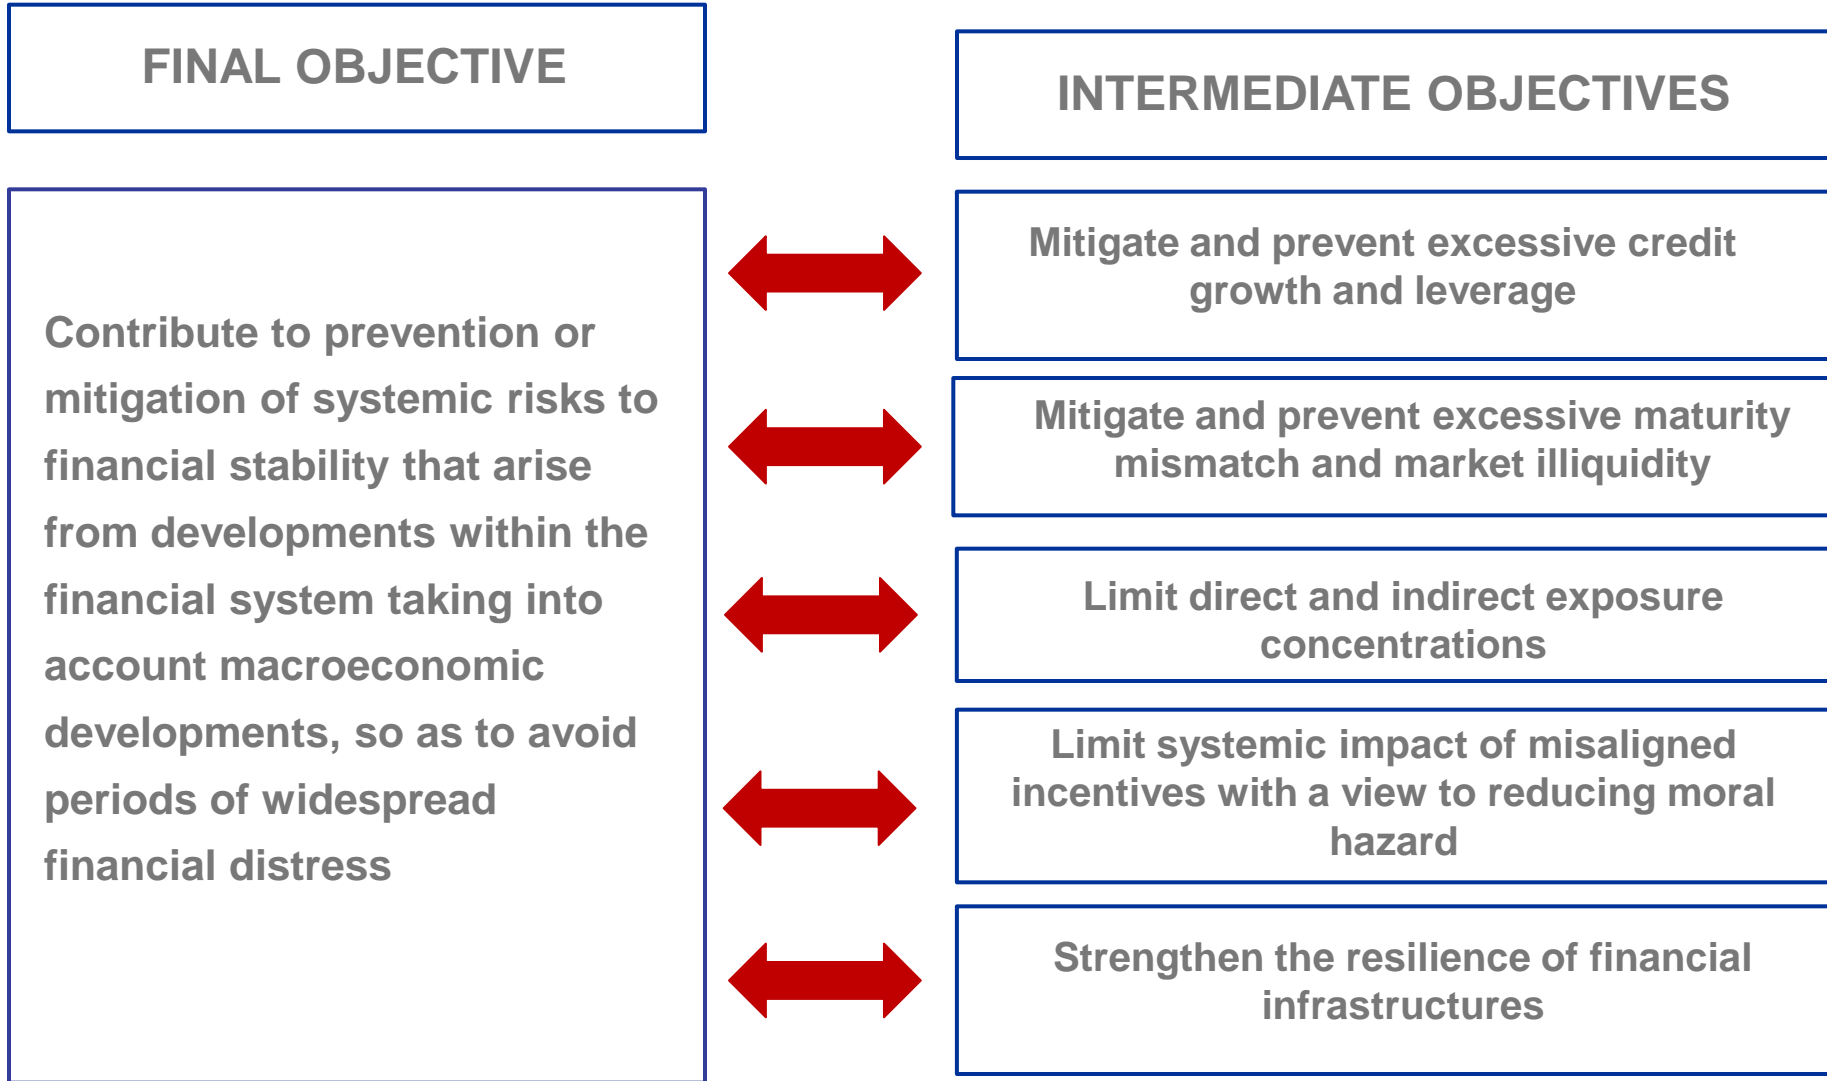 FINAL OBJECTIVE
INTERMEDIATE OBJECTIVES
Contribute to prevention or
mitigation of systemic risks to
financial stability that arise
from developments within the
financial system taking into
account macroeconomic
developments, so as to avoid
periods of widespread
financial distress
Mitigate and prevent excessive credit
growth and leverage
Mitigate and prevent excessive maturity
mismatch and market illiquidity
Limit direct and indirect exposure
concentrations
Limit systemic impact of misaligned
incentives with a view to reducing moral
hazard
Strengthen the resilience of financial
infrastructures